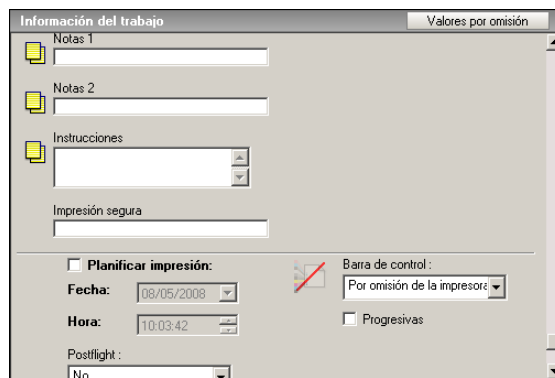 Información del trabajo
Valores por omisión
Notas 1
Notas 2
Instrucciones
Impresión segura
Planificar impresión:
Barra de control :
Fecha:
08/05/2008
Por omisión de la impresora
Hora:
10:03:42
Progresivas
Postflight :
No